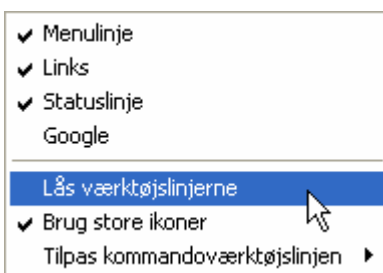 Menulinje
Links
Statuslinje
Google
Lås værktøjslinjerne
Brug store ikoner
Tilpas kommandoværktøjslinjen